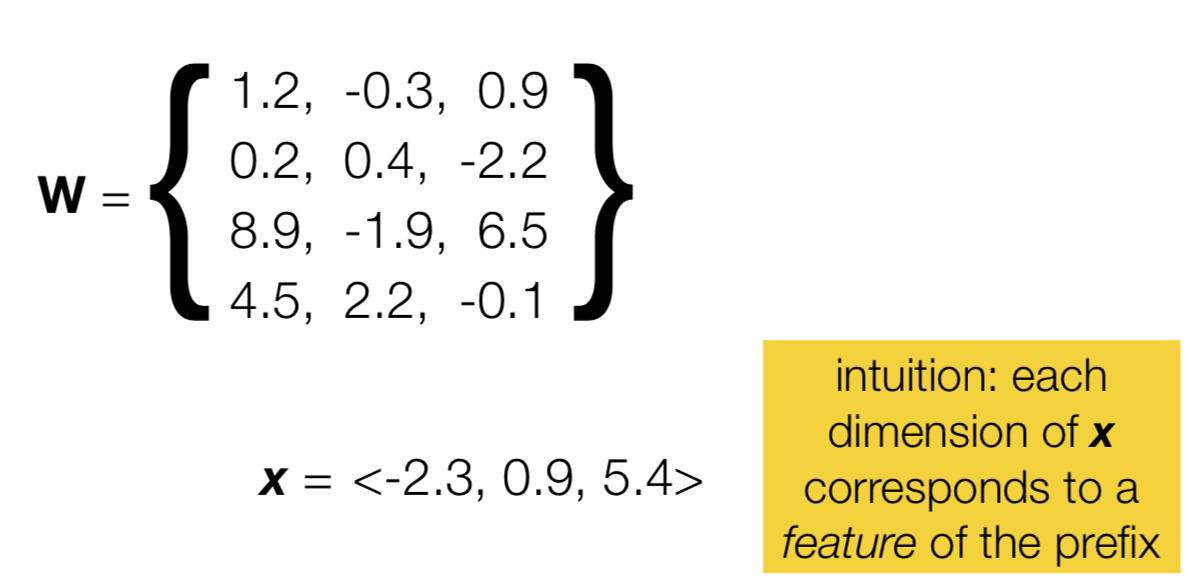 W =
1.2, -0.3, 0.9
0.2, 0.4, -2.2
8.9, -1.9, 6.5
4.5, 2.2, -0.1
x = <-2.3, 0.9, 5.4>
intuition: each
dimension of x
corresponds to a
feature of the prefix